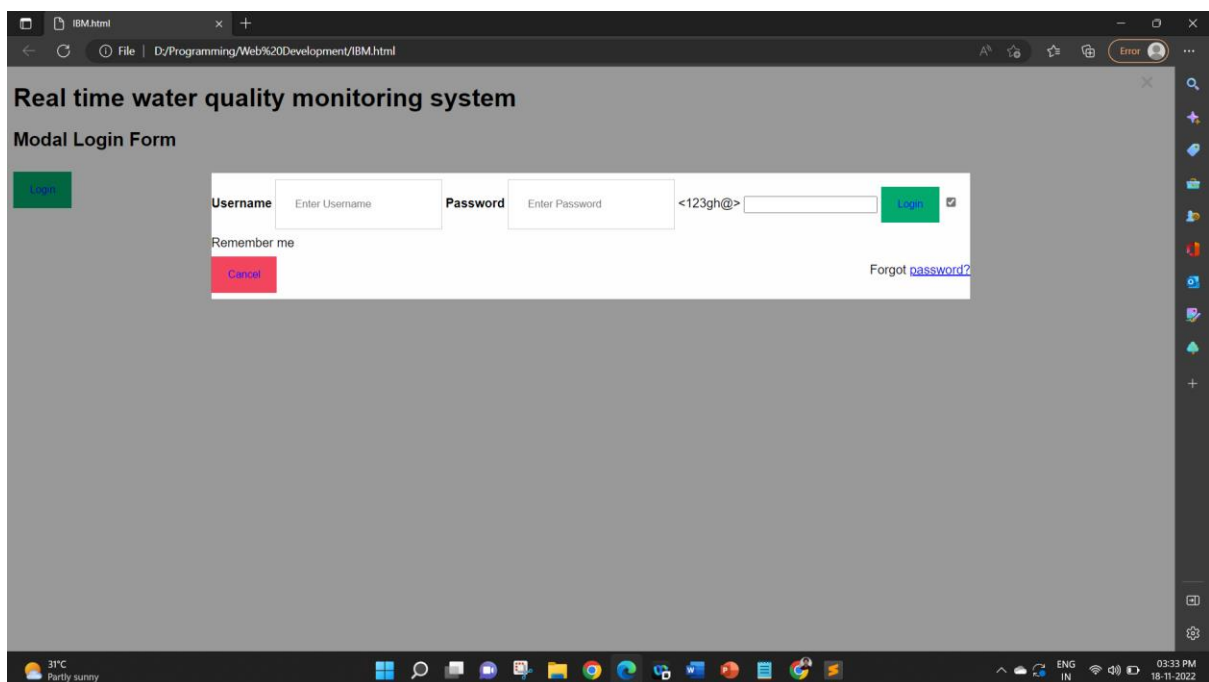 IBM.html
File | D:/Programming/Web%20Development/IBM.html
Error
Real time water quality monitoring system
Modal Login Form
Login
Username Enter Username Password Enter Password <123gh@> Login
Remember me
Cancel Forgot password?
31°C
Partly sunny
ENG
IN
03:33 PM
18-11-2022